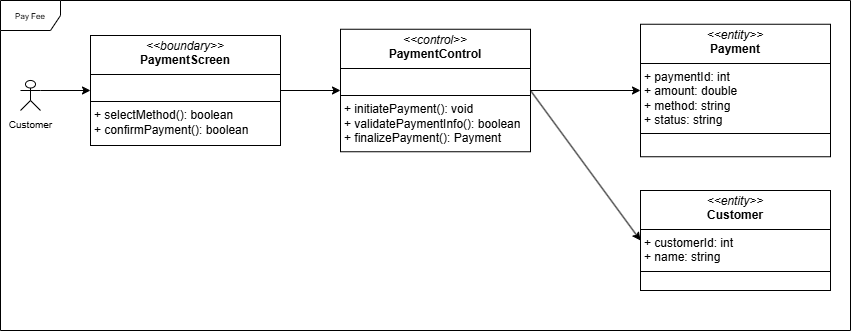 Pay Fee
Customer
<<boundary>>
PaymentScreen
+ selectMethod(): boolean
+ confirmPayment(): boolean
<<control>>
PaymentControl
+ initiatePayment(): void
+ validatePaymentInfo(): boolean
+ finalizePayment(): Payment
<<entity>>
Payment
+ paymentId: int
+ amount: double
+ method: string
+ status: string
<<entity>>
Customer
+ customerId: int
+ name: string